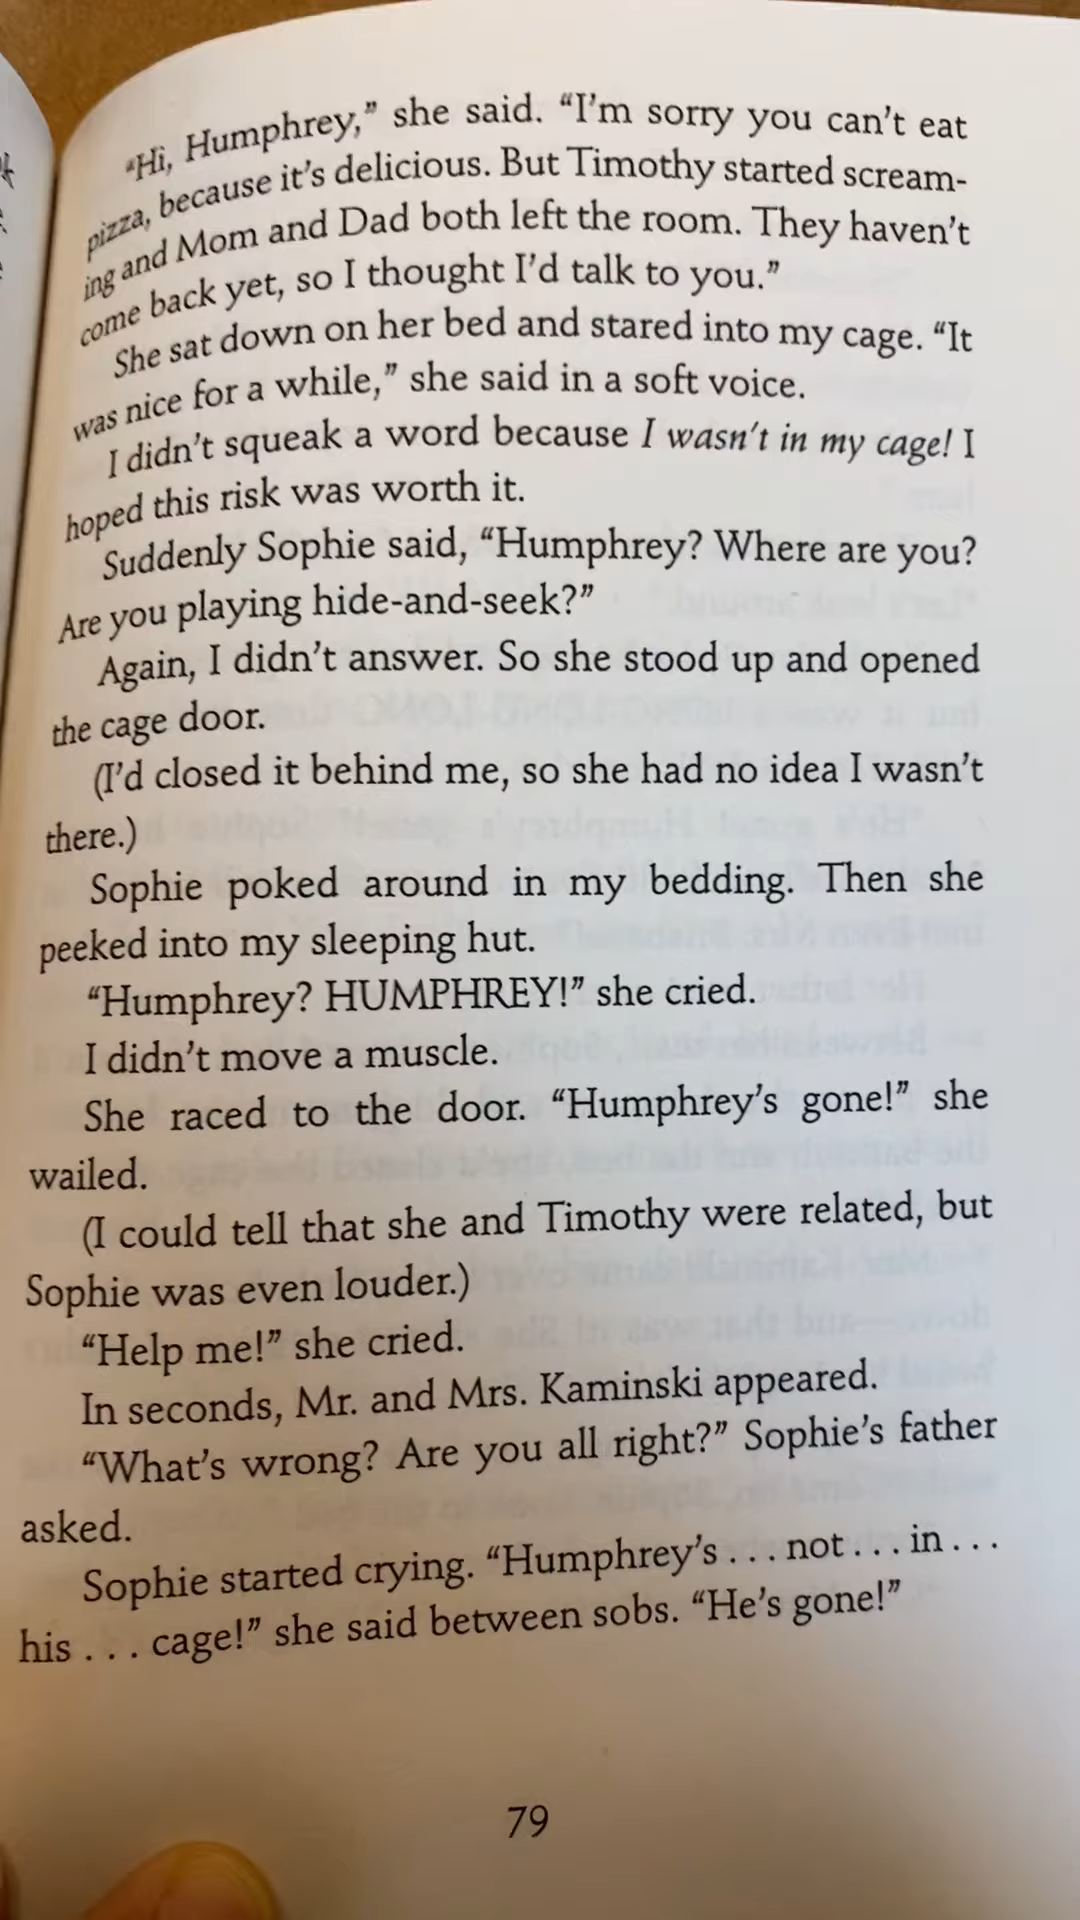 “Hi, Humphrey,” she said. “I’m sorry you can’t eat
pizza, because it’s delicious. But Timothy started scream-
ing and Mom and Dad both left the room. They haven’t
come back yet, so I thought I’d talk to you.”
She sat down on her bed and stared into my cage. “It
was nice for a while,” she said in a soft voice.
I didn’t squeak a word because I wasn’t in my cage! I
hoped this risk was worth it.
Suddenly Sophie said, “Humphrey? Where are you?
Are you playing hide-and-seek?”
Again, I didn’t answer. So she stood up and opened
the cage door.
(I’d closed it behind me, so she had no idea I wasn’t
there.)
Sophie poked around in my bedding. Then she
peeked into my sleeping hut.
“Humphrey? HUMPHREY!” she cried.
I didn’t move a muscle.
She raced to the door. “Humphrey’s gone!” she
wailed.
(I could tell that she and Timothy were related, but
Sophie was even louder.)
“Help me!” she cried.
In seconds, Mr. and Mrs. Kaminski appeared.
“What’s wrong? Are you all right?” Sophie’s father
asked.
Sophie started crying. “Humphrey’s . . . not . . . in . . .
his . . . cage!” she said between sobs. “He’s gone!”
79